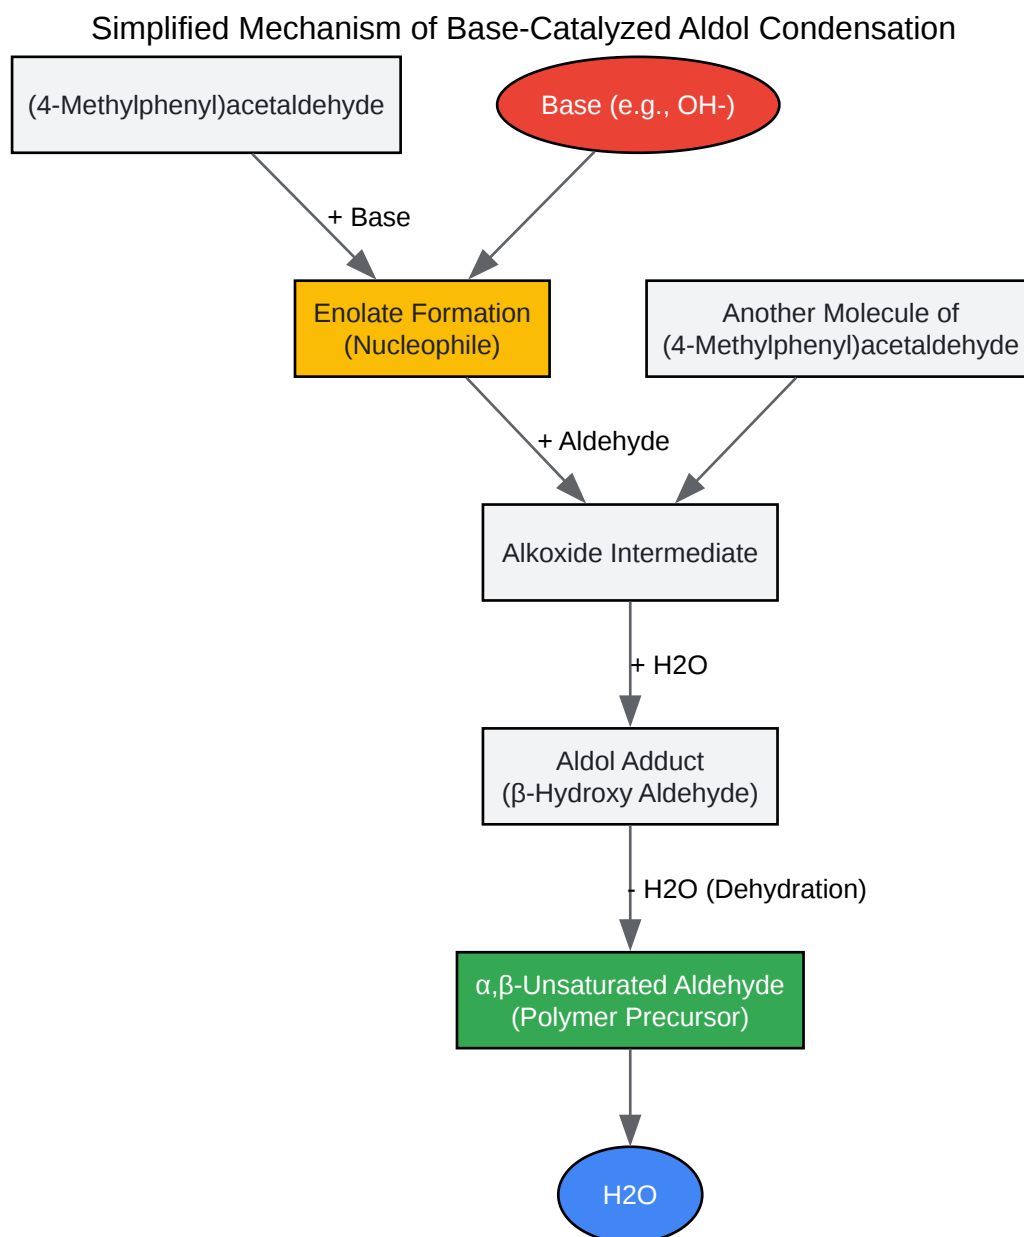 Simplified Mechanism of Base-Catalyzed Aldol Condensation
(4-Methylphenyl)acetaldehyde
Base (e.g., OH-)
+ Base
Enolate Formation
(Nucleophile)
Another Molecule of
(4-Methylphenyl)acetaldehyde
+ Aldehyde
Alkoxide Intermediate
+ H2O
Aldol Adduct
(β-Hydroxy Aldehyde)
- H2O (Dehydration)
α,β-Unsaturated Aldehyde
(Polymer Precursor)
H2O